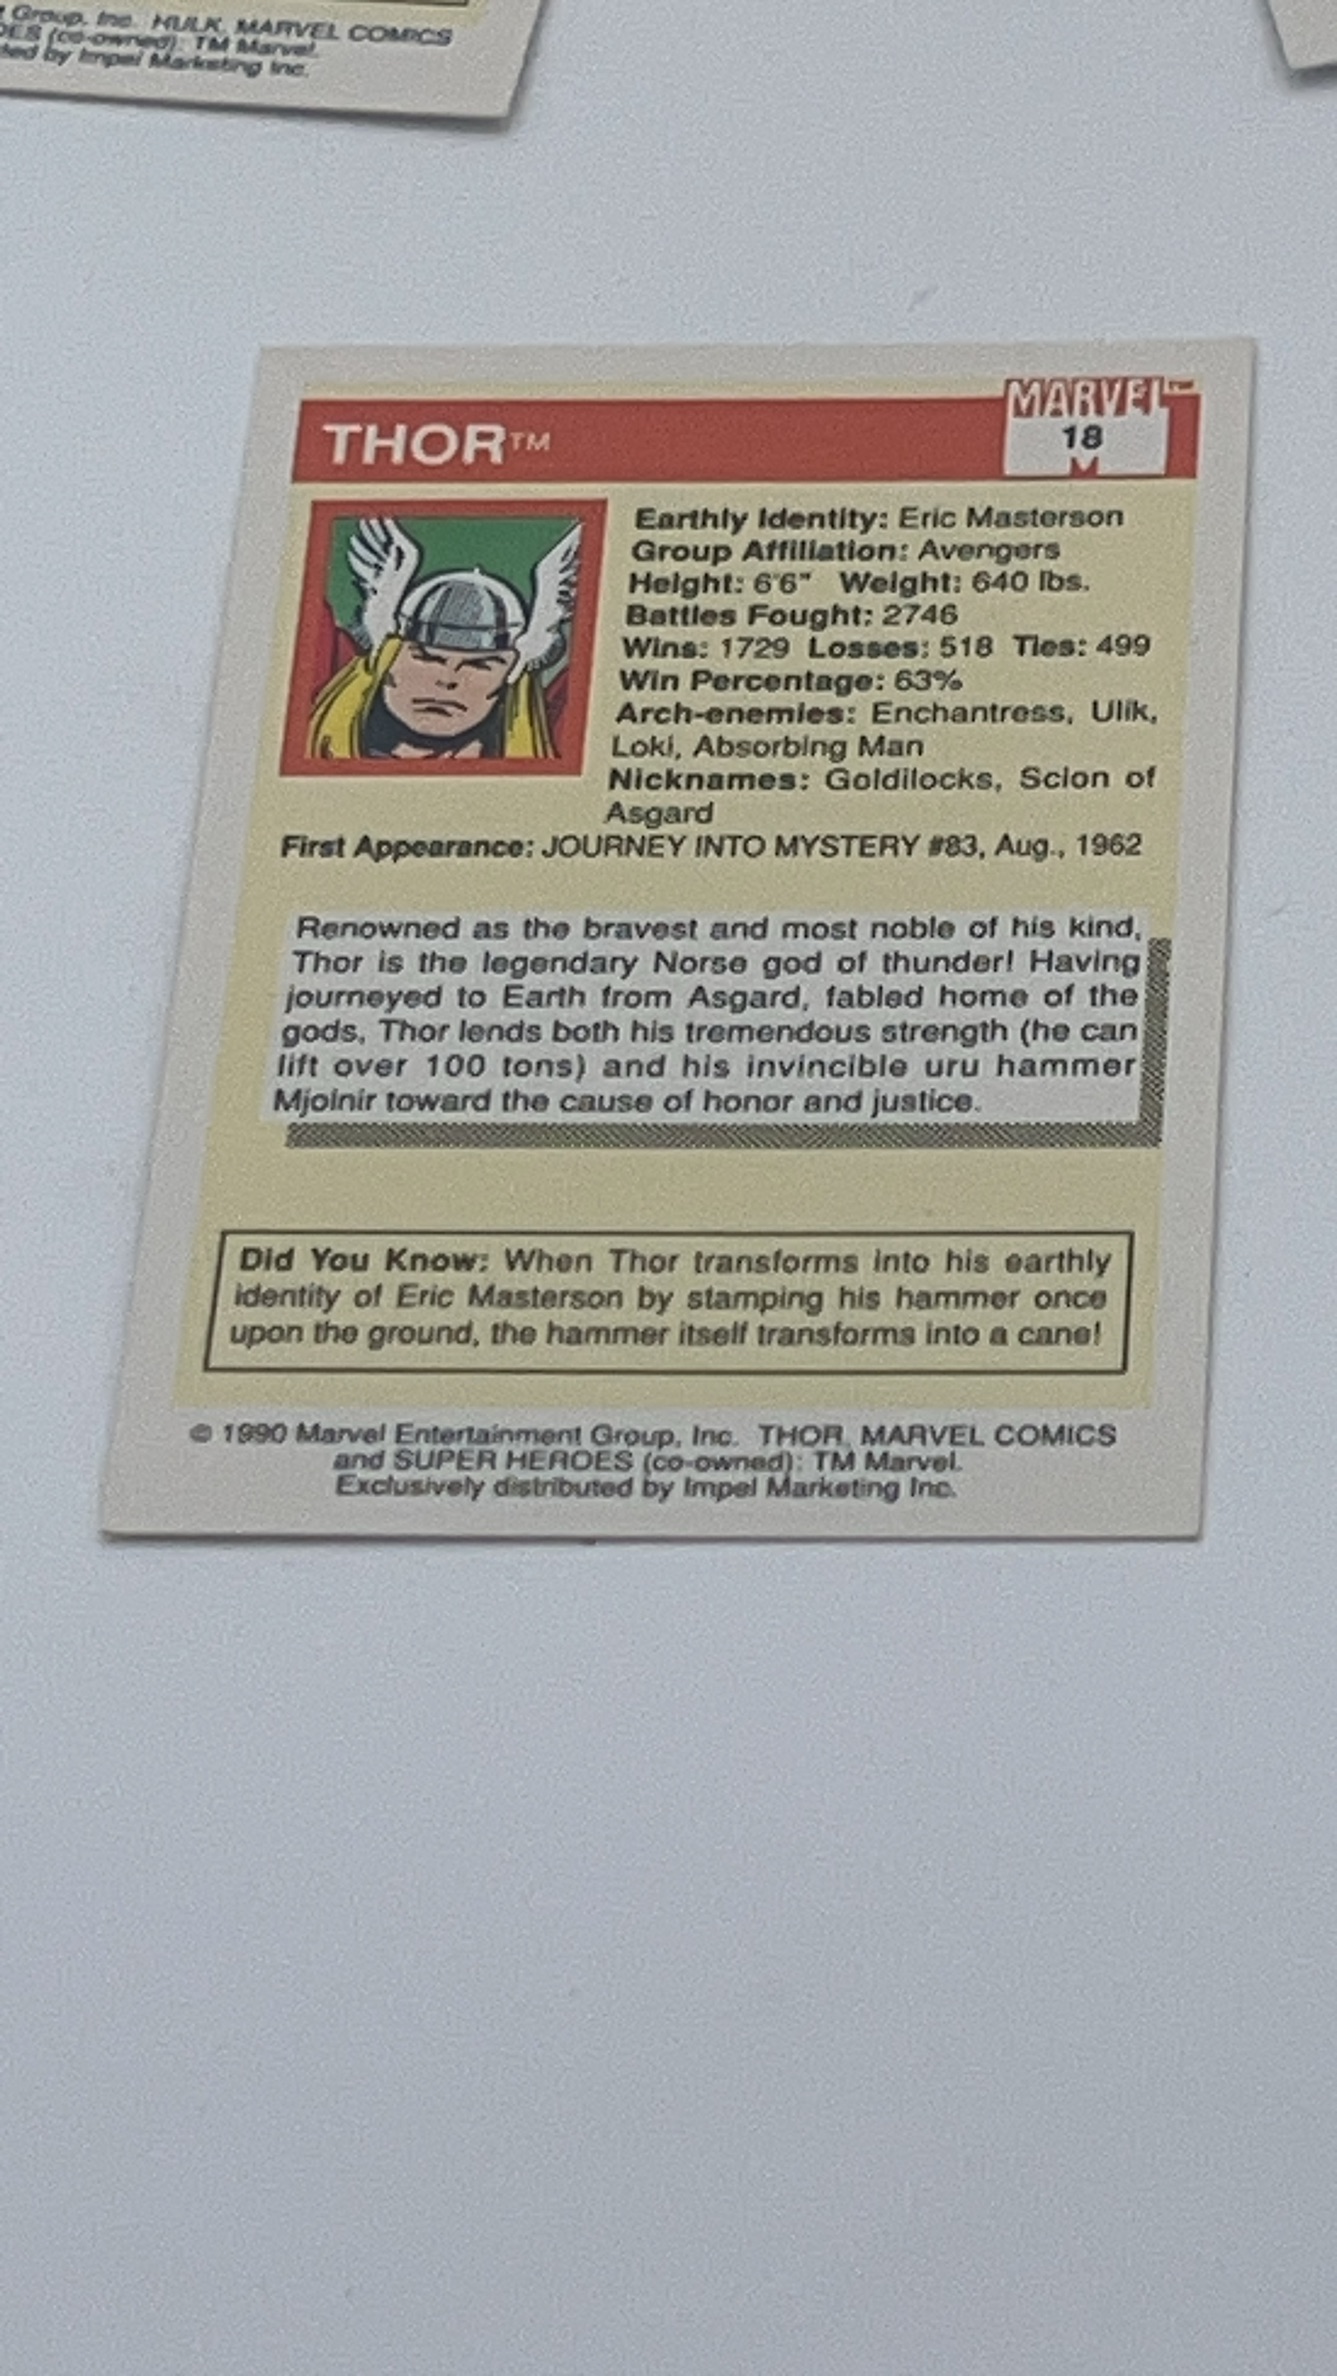 Group, Inc. HULK, MARVEL COMICS
(co-owned): TM Marvel.
by Impel Marketing Inc.
MARVEL™
THOR™
18
Earthly Identity: Eric Masterson
Group Affiliation: Avengers
Height: 6'6" Weight: 640 lbs.
Battles Fought: 2746
Wins: 1729 Losses: 518 Ties: 499
Win Percentage: 63%
Arch-enemies: Enchantress, Ulik,
Loki, Absorbing Man
Nicknames: Goldilocks, Scion of
Asgard
First Appearance: JOURNEY INTO MYSTERY #83, Aug., 1962
Renowned as the bravest and most noble of his kind,
Thor is the legendary Norse god of thunder! Having
journeyed to Earth from Asgard, fabled home of the
gods, Thor lends both his tremendous strength (he can
lift over 100 tons) and his invincible uru hammer
Mjolnir toward the cause of honor and justice.
Did You Know: When Thor transforms into his earthly
identity of Eric Masterson by stamping his hammer once
upon the ground, the hammer itself transforms into a cane!
© 1990 Marvel Entertainment Group, Inc. THOR, MARVEL COMICS
and SUPER HEROES (co-owned): TM Marvel.
Exclusively distributed by Impel Marketing Inc.